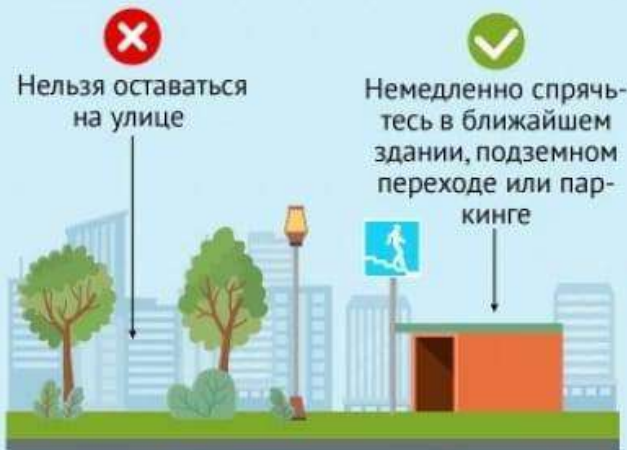 Нельзя оставаться
на улице
Немедленно спрячь-
тесь в ближайшем
здании, подземном
переходе или пар-
кинге